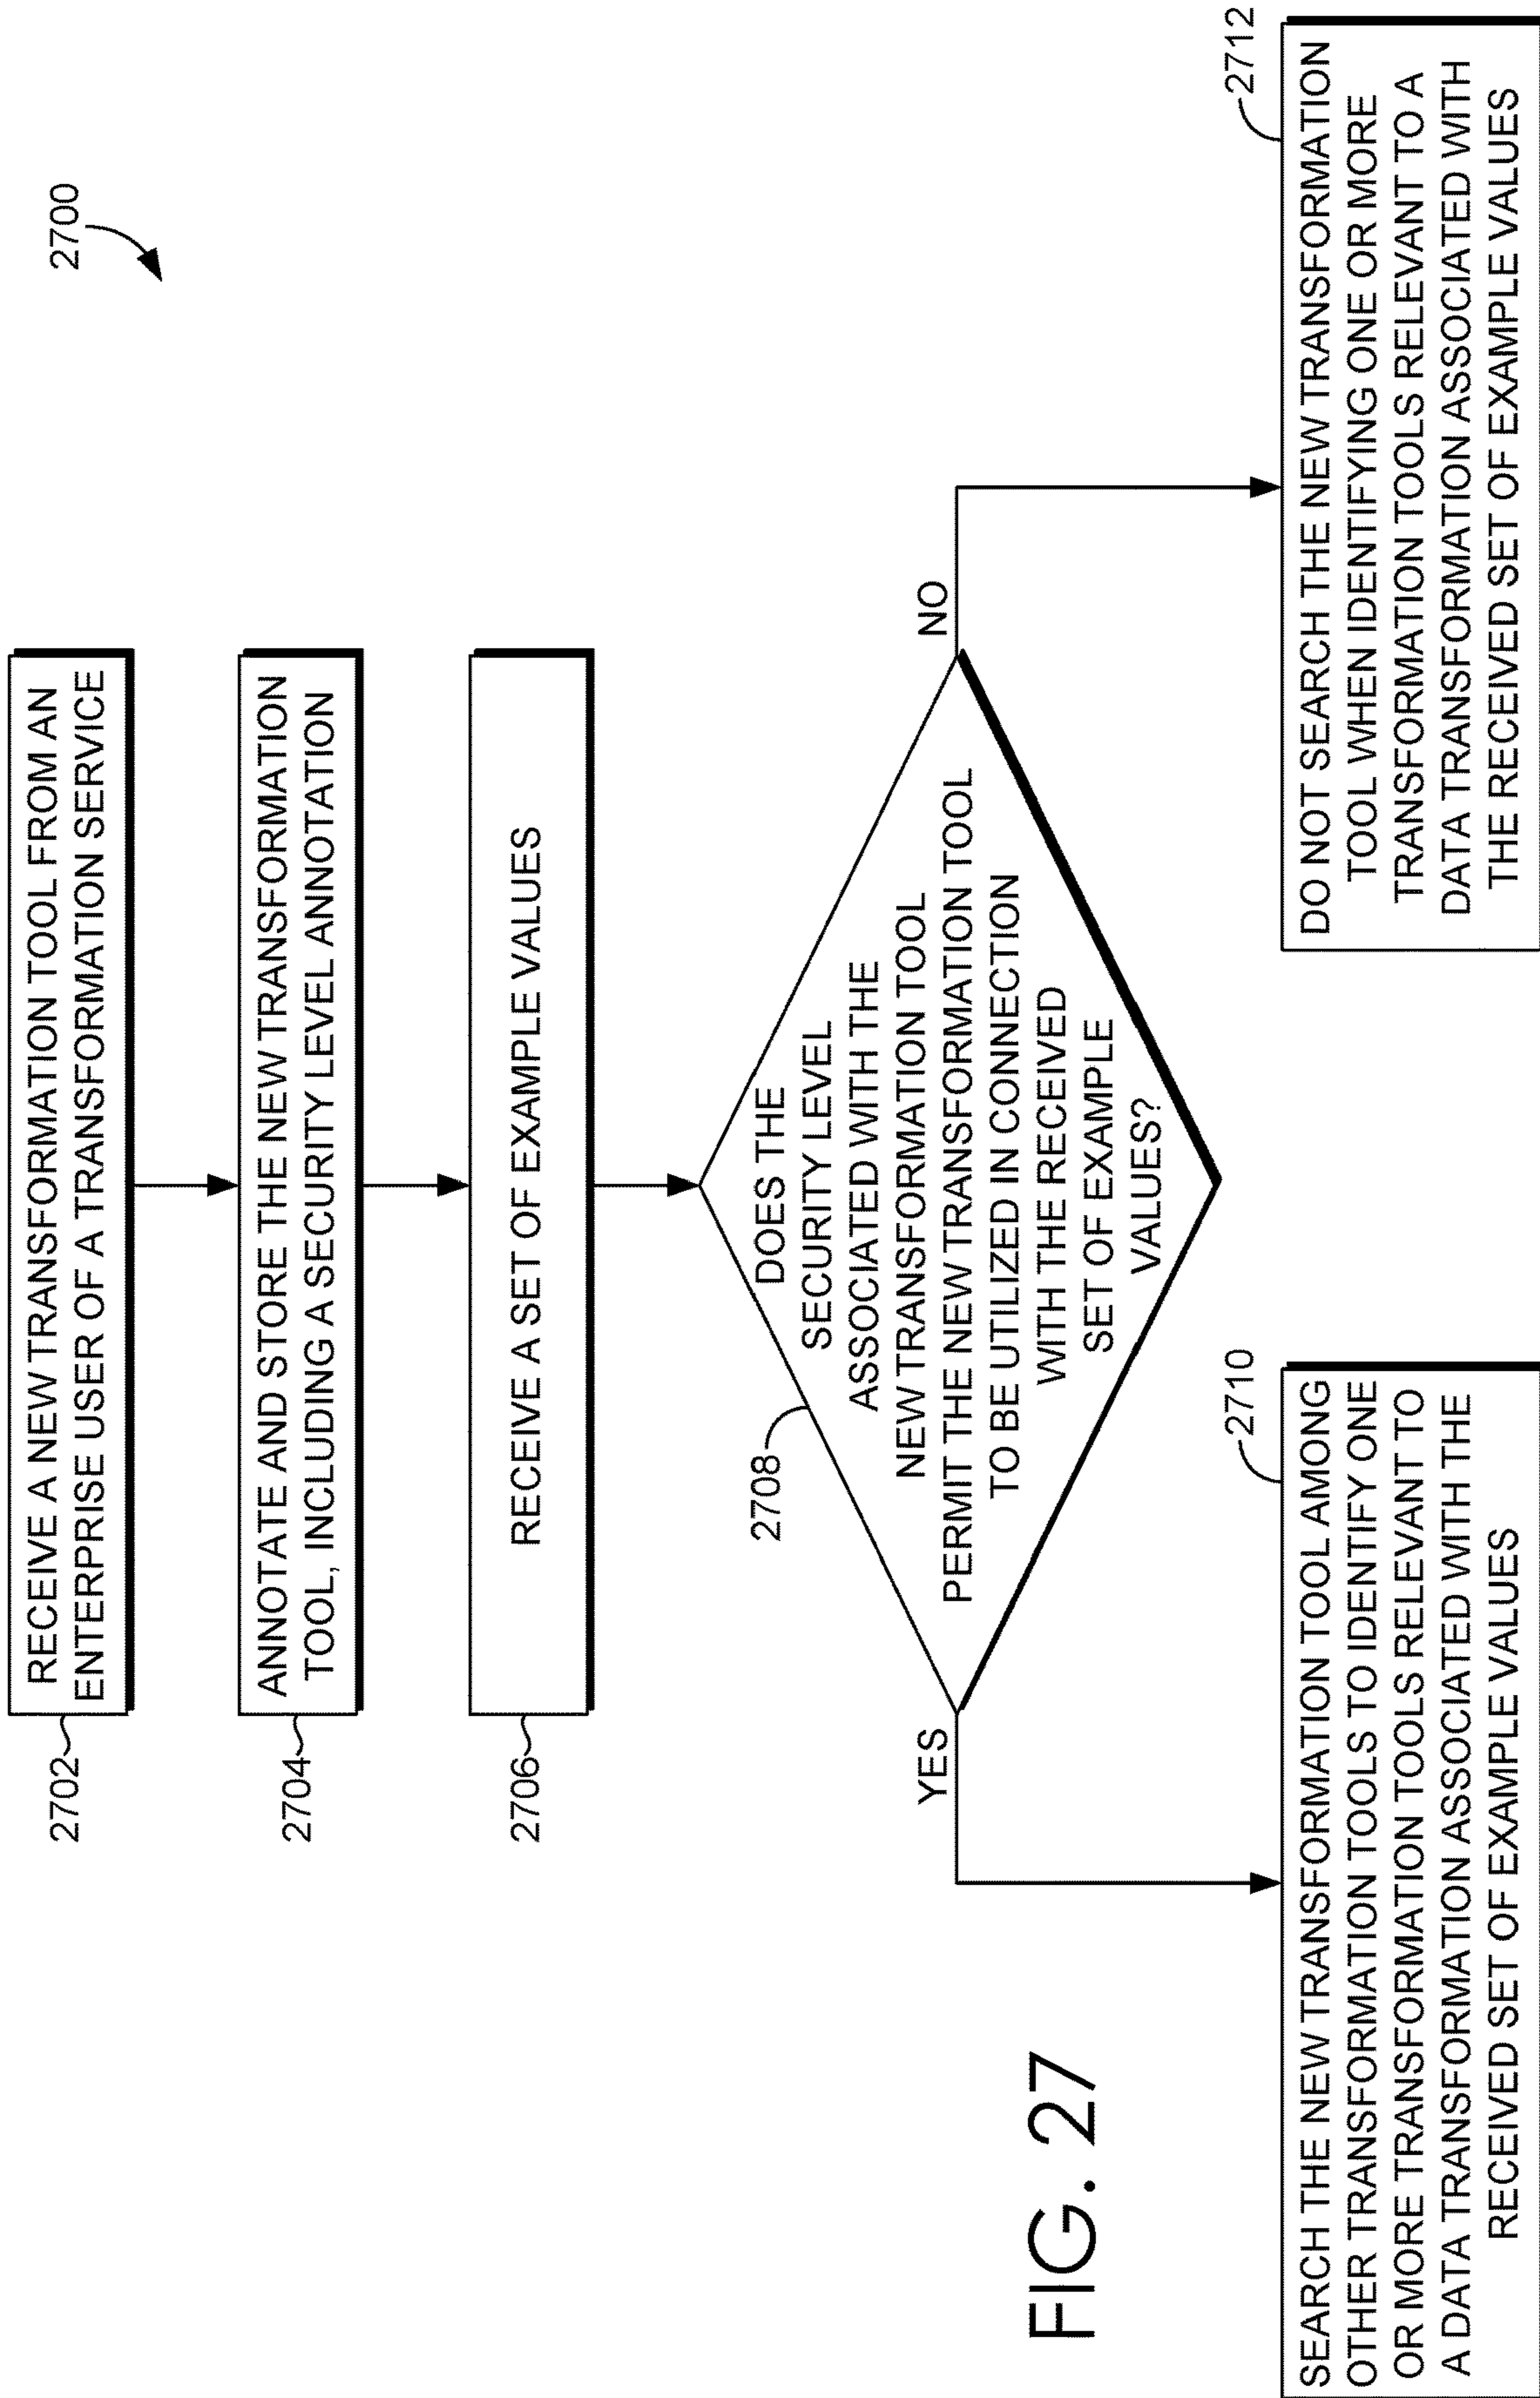 2700
2702
RECEIVE A NEW TRANSFORMATION TOOL FROM AN
ENTERPRISE USER OF A TRANSFORMATION SERVICE
2704
ANNOTATE AND STORE THE NEW TRANSFORMATION
TOOL, INCLUDING A SECURITY LEVEL ANNOTATION
2706
RECEIVE A SET OF EXAMPLE VALUES
2708
DOES THE
SECURITY LEVEL
ASSOCIATED WITH THE
NEW TRANSFORMATION TOOL
PERMIT THE NEW TRANSFORMATION TOOL
TO BE UTILIZED IN CONNECTION
WITH THE RECEIVED
SET OF EXAMPLE
VALUES?
YES
NO
2710
SEARCH THE NEW TRANSFORMATION TOOL AMONG
OTHER TRANSFORMATION TOOLS TO IDENTIFY ONE
OR MORE TRANSFORMATION TOOLS RELEVANT TO
A DATA TRANSFORMATION ASSOCIATED WITH THE
RECEIVED SET OF EXAMPLE VALUES
2712
DO NOT SEARCH THE NEW TRANSFORMATION
TOOL WHEN IDENTIFYING ONE OR MORE
TRANSFORMATION TOOLS RELEVANT TO A
DATA TRANSFORMATION ASSOCIATED WITH
THE RECEIVED SET OF EXAMPLE VALUES
FIG. 27